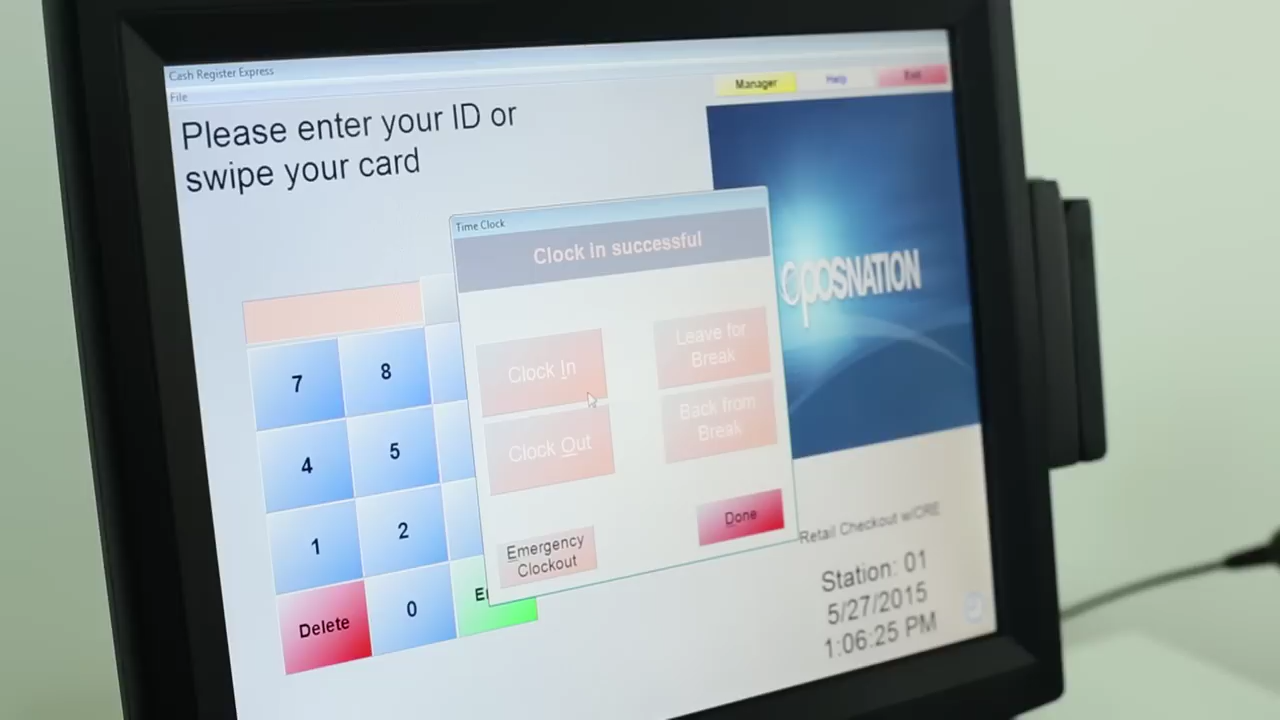 Cash Register Express
File
Manager
Help
Exit
Please enter your ID or
swipe your card
Time Clock
Clock in successful
POSNATION
Clock In
Leave for
Break
Clock Out
Back from
Break
Done
Emergency
Clockout
7
8
4
5
1
2
Delete
0
Retail Checkout w/CRE
Station: 01
5/27/2015
1:06:25 PM